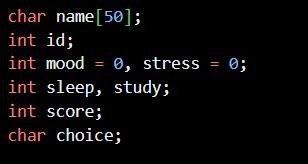 char name[50];
int id;
int mood = 0, stress = 0;
int sleep, study;
int score;
char choice;